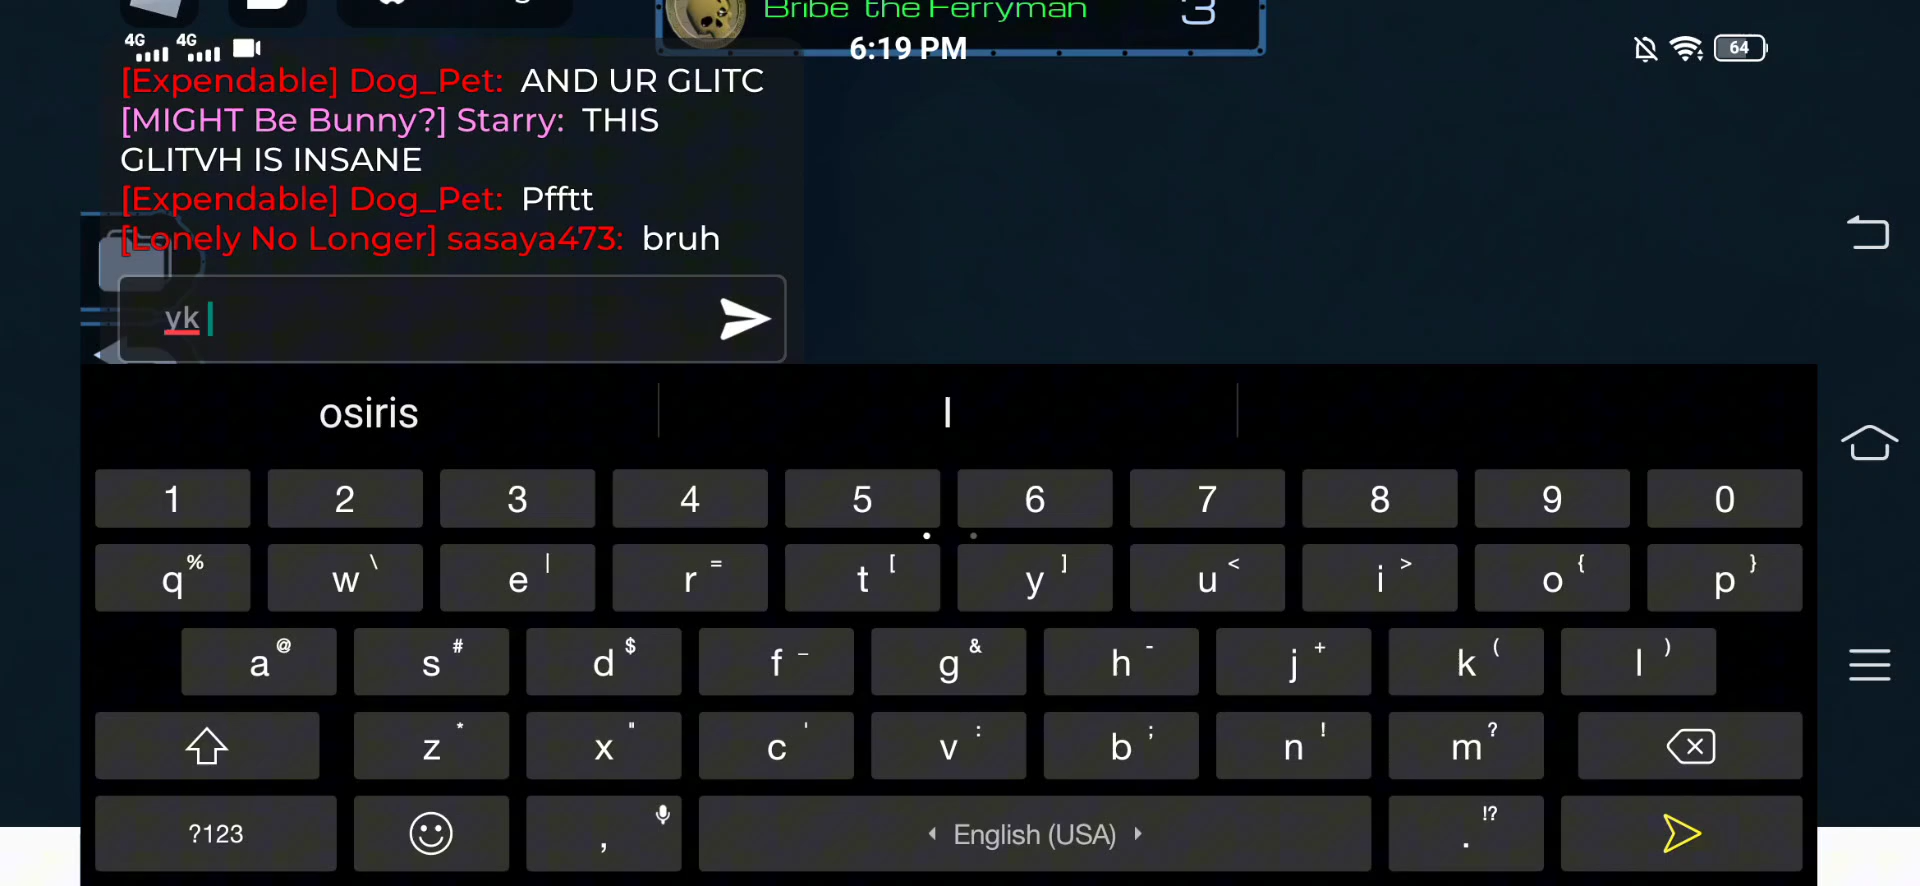 Bribe the Ferryman 3
4G 4G 6:19 PM 64
[Expendable] Dog_Pet: AND UR GLITC
[MIGHT Be Bunny?] Starry: THIS
GLITVH IS INSANE
[Expendable] Dog_Pet: Pfftt
[Lonely No Longer] sasaya473: bruh
yk
osiris I
1 2 3 4 5 6 7 8 9 0
q % w \ e | r = t [ y ] u < i > o { p }
a @ s # d $ f _ g & h - j + k ( l )
z * x " c ' v : b ; n ! m ?
?123 , English (USA) . !?